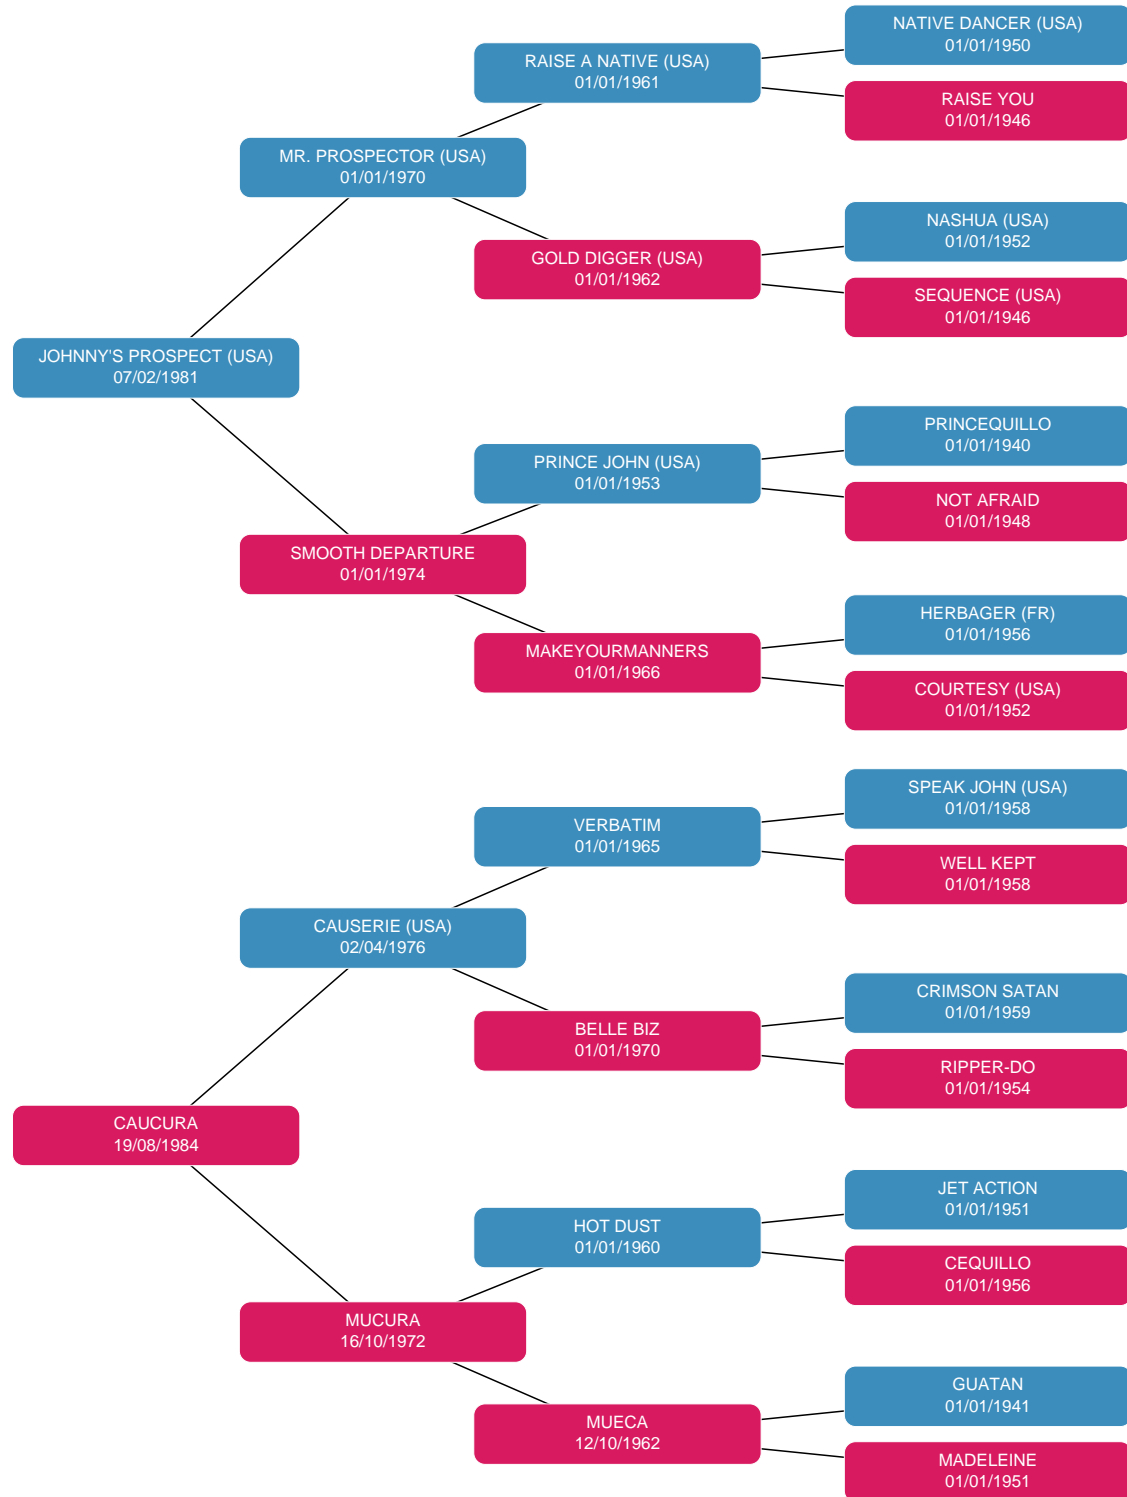 NATIVE DANCER (USA)
01/01/1950
RAISE A NATIVE (USA)
01/01/1961
RAISE YOU
01/01/1946
MR. PROSPECTOR (USA)
01/01/1970
NASHUA (USA)
01/01/1952
GOLD DIGGER (USA)
01/01/1962
SEQUENCE (USA)
01/01/1946
JOHNNY'S PROSPECT (USA)
07/02/1981
PRINCEQUILLO
01/01/1940
PRINCE JOHN (USA)
01/01/1953
NOT AFRAID
01/01/1948
SMOOTH DEPARTURE
01/01/1974
HERBAGER (FR)
01/01/1956
MAKEYOURMANNERS
01/01/1966
COURTESY (USA)
01/01/1952
SPEAK JOHN (USA)
01/01/1958
VERBATIM
01/01/1965
WELL KEPT
01/01/1958
CAUSERIE (USA)
02/04/1976
CRIMSON SATAN
01/01/1959
BELLE BIZ
01/01/1970
RIPPER-DO
01/01/1954
CAUCURA
19/08/1984
JET ACTION
01/01/1951
HOT DUST
01/01/1960
CEQUILLO
01/01/1956
MUCURA
16/10/1972
GUATAN
01/01/1941
MUECA
12/10/1962
MADELEINE
01/01/1951